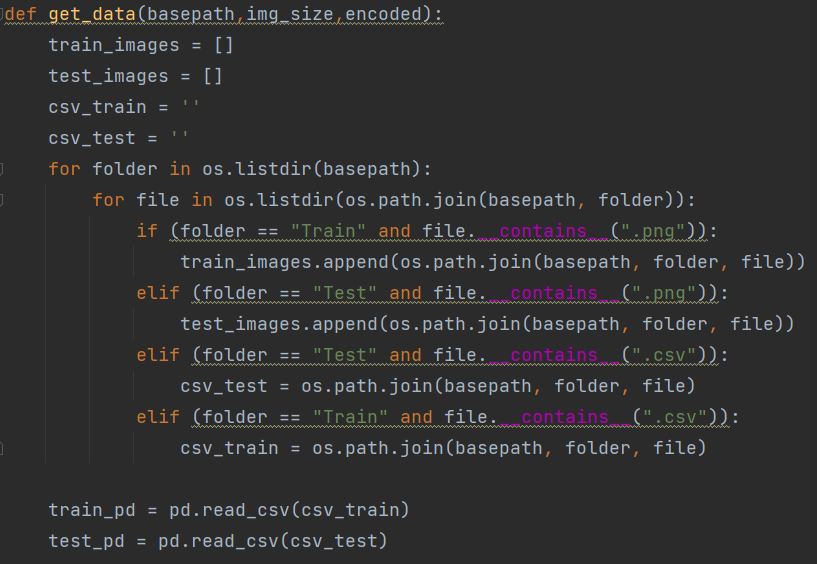 def get_data(basepath,img_size,encoded):
    train_images = []
    test_images = []
    csv_train = ''
    csv_test = ''
    for folder in os.listdir(basepath):
        for file in os.listdir(os.path.join(basepath, folder)):
            if (folder == "Train" and file.__contains__(".png")):
                train_images.append(os.path.join(basepath, folder, file))
            elif (folder == "Test" and file.__contains__(".png")):
                test_images.append(os.path.join(basepath, folder, file))
            elif (folder == "Test" and file.__contains__(".csv")):
                csv_test = os.path.join(basepath, folder, file)
            elif (folder == "Train" and file.__contains__(".csv")):
                csv_train = os.path.join(basepath, folder, file)

    train_pd = pd.read_csv(csv_train)
    test_pd = pd.read_csv(csv_test)